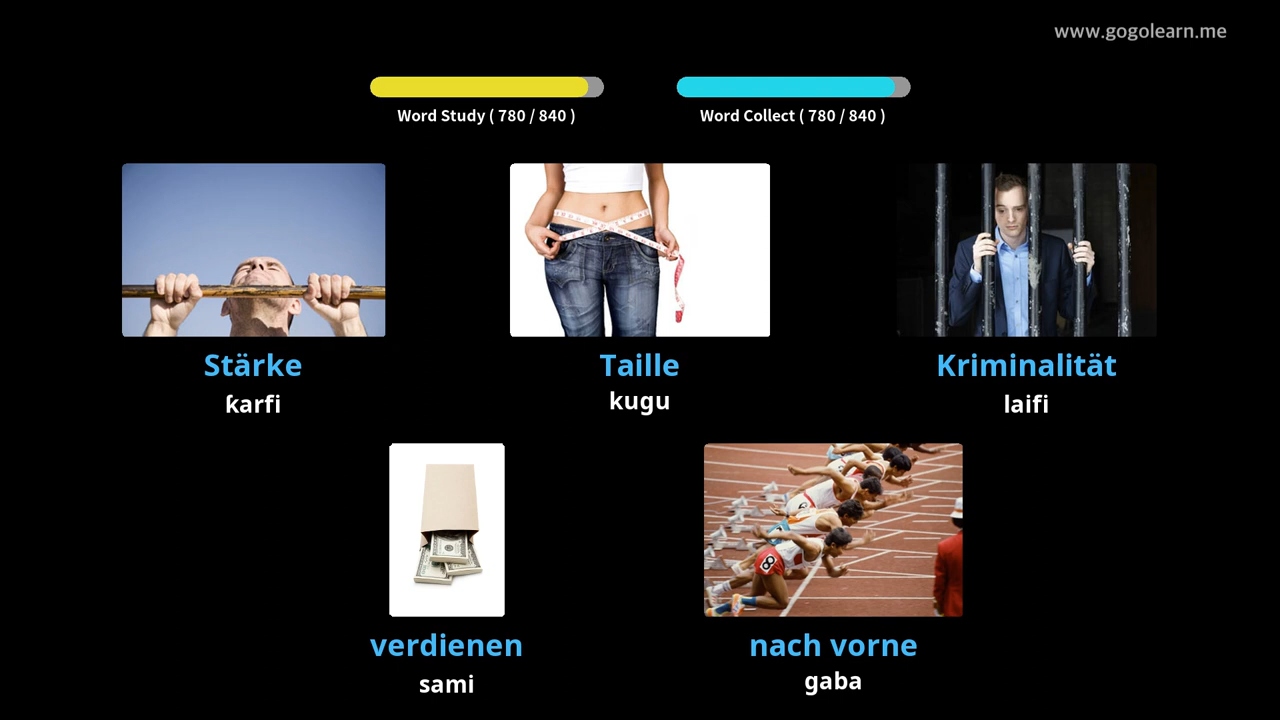 www.gogolearn.me
Word Study ( 780 / 840 )
Word Collect ( 780 / 840 )
Stärke
ƙarfi
Taille
kugu
Kriminalität
laifi
verdienen
sami
nach vorne
gaba